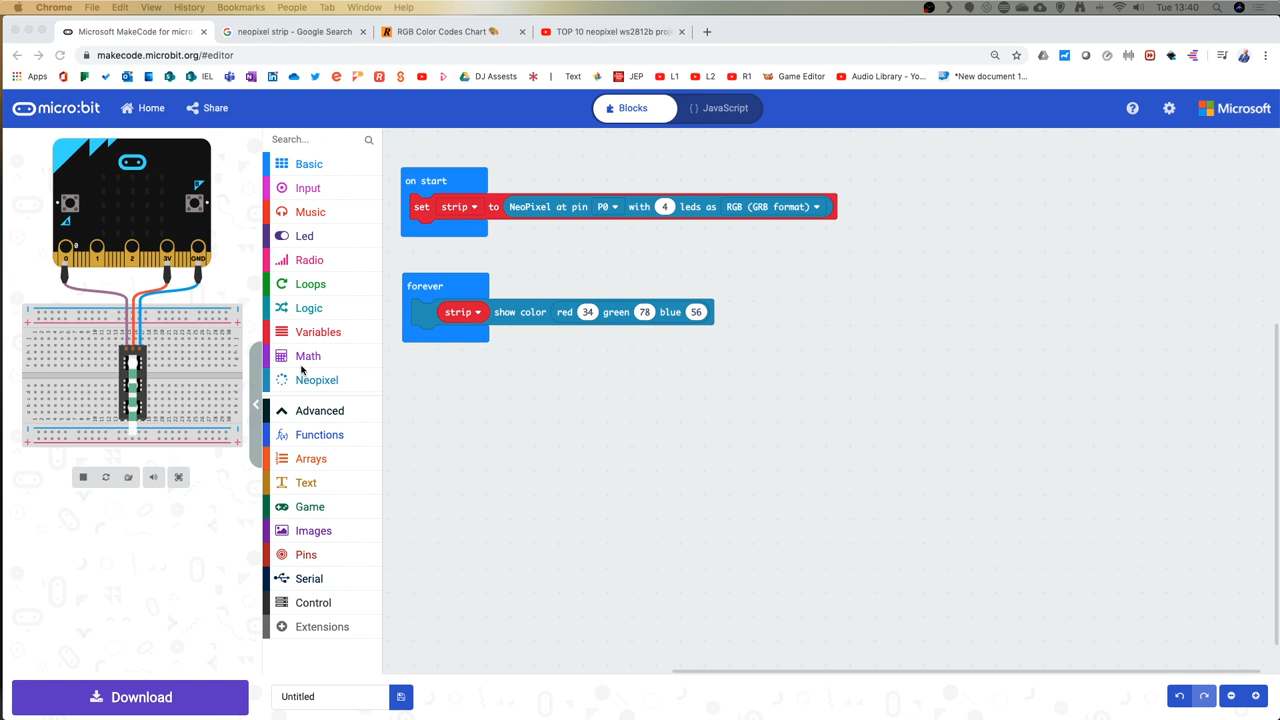 Chrome File Edit View History Bookmarks People Tab Window Help Tue 13:40
Microsoft MakeCode for micro neopixel strip - Google Search RGB Color Codes Chart TOP 10 neopixel ws2812b proj
makecode.microbit.org/#editor
Apps IEL DJ Assests Text JEP L1 L2 R1 Game Editor Audio Library - Yo... *New document 1...
micro:bit Home Share Blocks {} JavaScript Microsoft
Search...
Basic
Input
Music
Led
Radio
Loops
Logic
Variables
Math
Neopixel
Advanced
Functions
Arrays
Text
Game
Images
Pins
Serial
Control
Extensions
on start
set strip to NeoPixel at pin P0 with 4 leds as RGB (GRB format)
forever
strip show color red 34 green 78 blue 56
0 1 2 3V GND
Download
Untitled